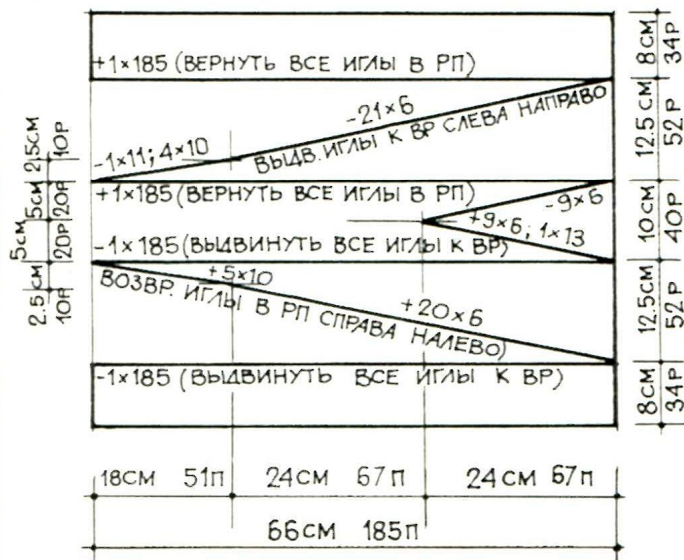 +1×185 (ВЕРНУТЬ ВСЕ ИГЛЫ В РП)
-21×6
ВЫДВ. ИГЛЫ К ВР СЛЕВА НАПРАВО
-1×11; 4×10
+1×185 (ВЕРНУТЬ ВСЕ ИГЛЫ В РП)
-9×6
+9×6; 1×13
-1×185 (ВЫДВИНУТЬ ВСЕ ИГЛЫ К ВР)
+5×10
ВОЗВР. ИГЛЫ В РП СПРАВА НАЛЕВО)
+20×6
-1×185 (ВЫДВИНУТЬ ВСЕ ИГЛЫ К ВР)
2,5СМ
10Р
5СМ
20Р
5СМ
20Р
2.5 СМ
10Р
8СМ
34Р
12.5 СМ
52Р
10СМ
40Р
12.5СМ
52Р
8СМ
34Р
18СМ 51П
24СМ 67П
24СМ 67П
66СМ 185П